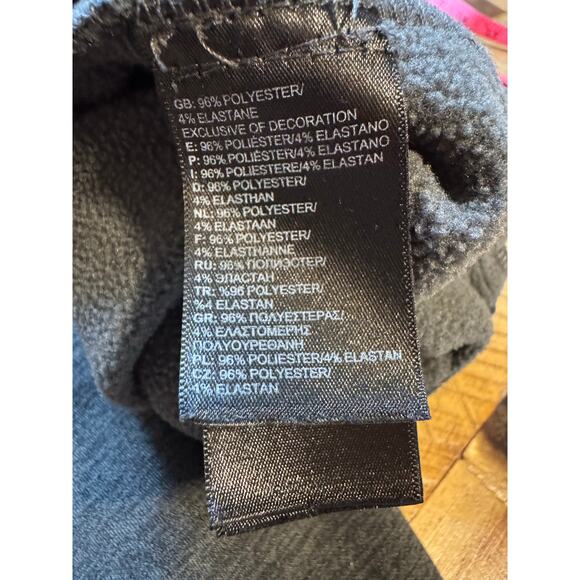 GB: 96% POLYESTER/
4% ELASTANE
EXCLUSIVE OF DECORATION
E: 96% POLIÉSTER/4% ELASTANO
P: 96% POLIÉSTER/4% ELASTANO
I: 96% POLIESTERE/4% ELASTAN
D: 96% POLYESTER/
4% ELASTHAN
NL: 96% POLYESTER/
4% ELASTAAN
F: 96% POLYESTER/
4% ELASTHANNE
RU: 96% ПОПИЭОТЕР/
4% ЭПАСТАН
TR: %96 POLYESTER/
%4 ELASTAN
GR: 96% ΠΟΛΥΕΣΤΕΡΑΣ/
4% ΕΛΑΣΤΟΜΕΡΗΣ
ΠΟΛΥΟΥΡΕΘΑΝΗ
PL: 96% POLIESTER/4% ELASTAN
CZ: 96% POLYESTER/
4% ELASTAN